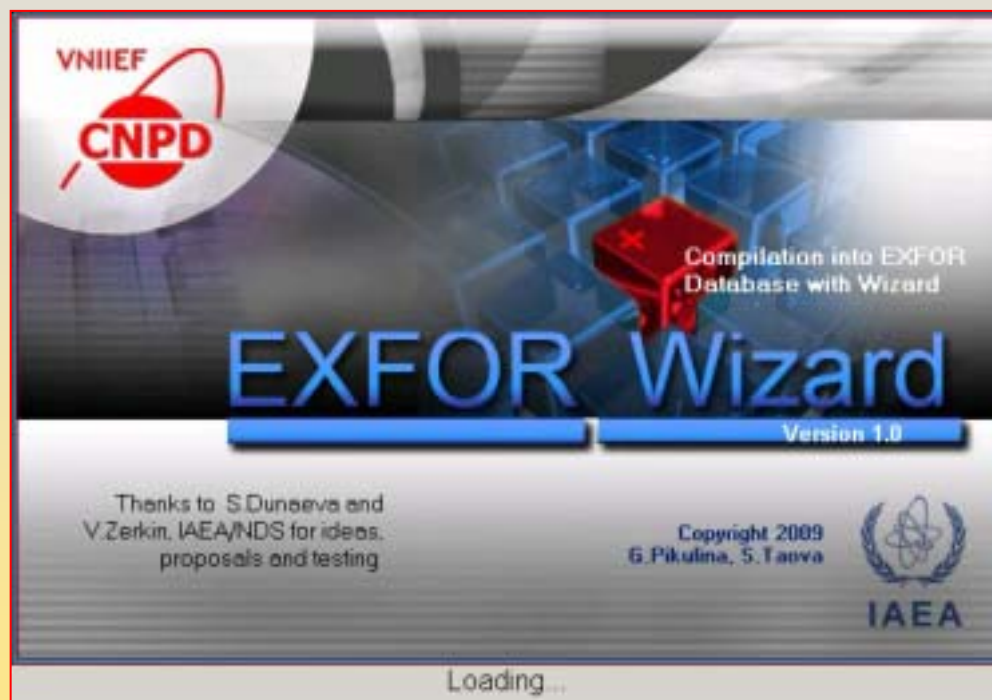 VNIIEF
CNPD
Compilation into EXFOR
Database with Wizard
EXFOR Wizard
Version 1.0
Thanks to S.Dunaeva and
V.Zerkin, IAEA/NDS for ideas,
proposals and testing
Copyright 2009
G.Pikulina, S.Taova
IAEA
Loading...